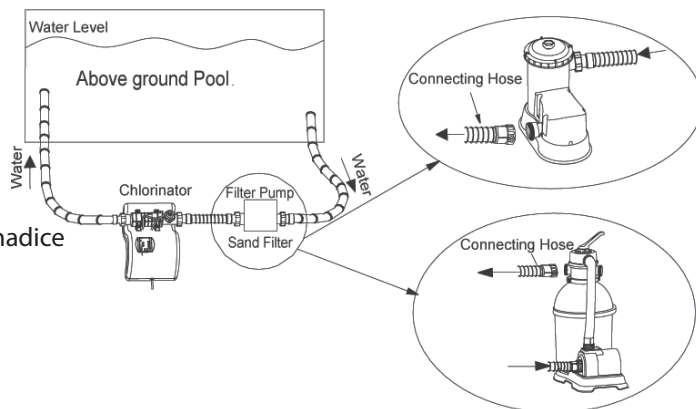 Water Level
Above ground Pool.
Water
Water
Chlorinator
Filter Pump
Sand Filter
Connecting Hose
Connecting Hose